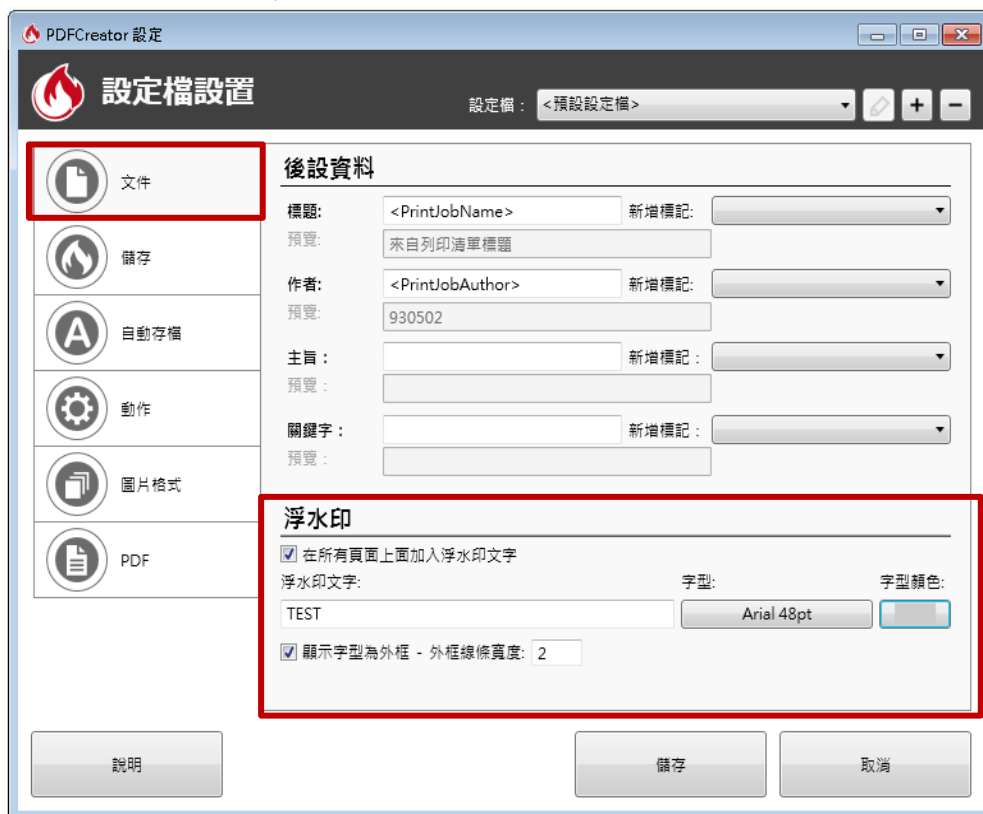 PDFCreator 設定
設定檔設置
設定檔： <預設設定檔>
文件
儲存
自動存檔
動作
圖片格式
PDF
後設資料
標題: <PrintJobName> 新增標記:
預覽: 來自列印清單標題
作者: <PrintJobAuthor> 新增標記:
預覽: 930502
主旨： 新增標記：
預覽：
關鍵字： 新增標記：
預覽：
浮水印
在所有頁面上面加入浮水印文字
浮水印文字: 字型: 字型顏色:
TEST Arial 48pt
顯示字型為外框 - 外框線條寬度: 2
說明 儲存 取消